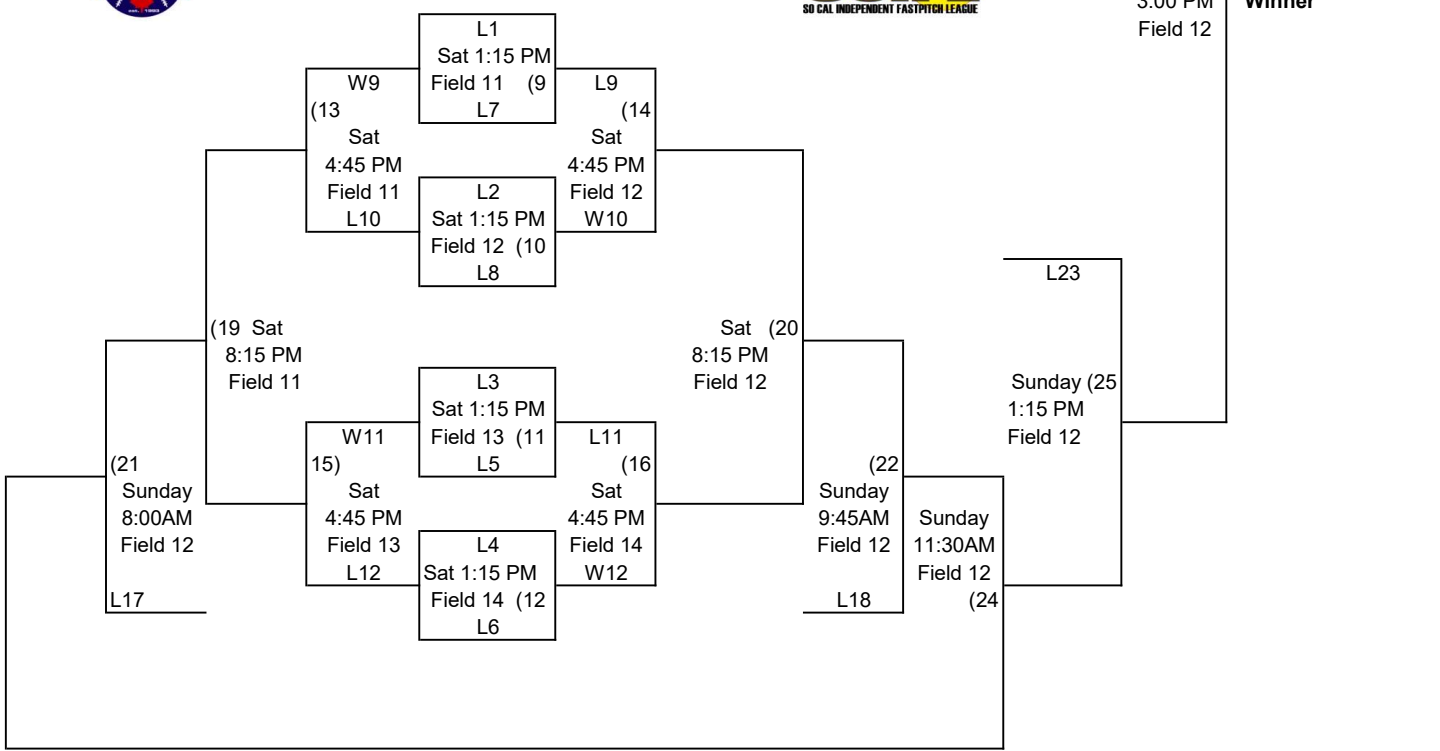 SO CAL INDEPENDENT FASTPITCH LEAGUE
3:00 PM
Winner
Field 12
L1
Sat 1:15 PM
Field 11 (9
L7
W9
(13
Sat
4:45 PM
Field 11
L10
L9
(14
Sat
4:45 PM
Field 12
W10
L2
Sat 1:15 PM
Field 12 (10
L8
L23
(19 Sat
8:15 PM
Field 11
Sat (20
8:15 PM
Field 12
L3
Sat 1:15 PM
Field 13 (11
L5
Sunday (25
1:15 PM
Field 12
W11
15)
Sat
4:45 PM
Field 13
L12
L11
(16
Sat
4:45 PM
Field 14
W12
(21
Sunday
8:00AM
Field 12
L17
L4
Sat 1:15 PM
Field 14 (12
L6
(22
Sunday
9:45AM
Field 12
L18
Sunday
11:30AM
Field 12
(24